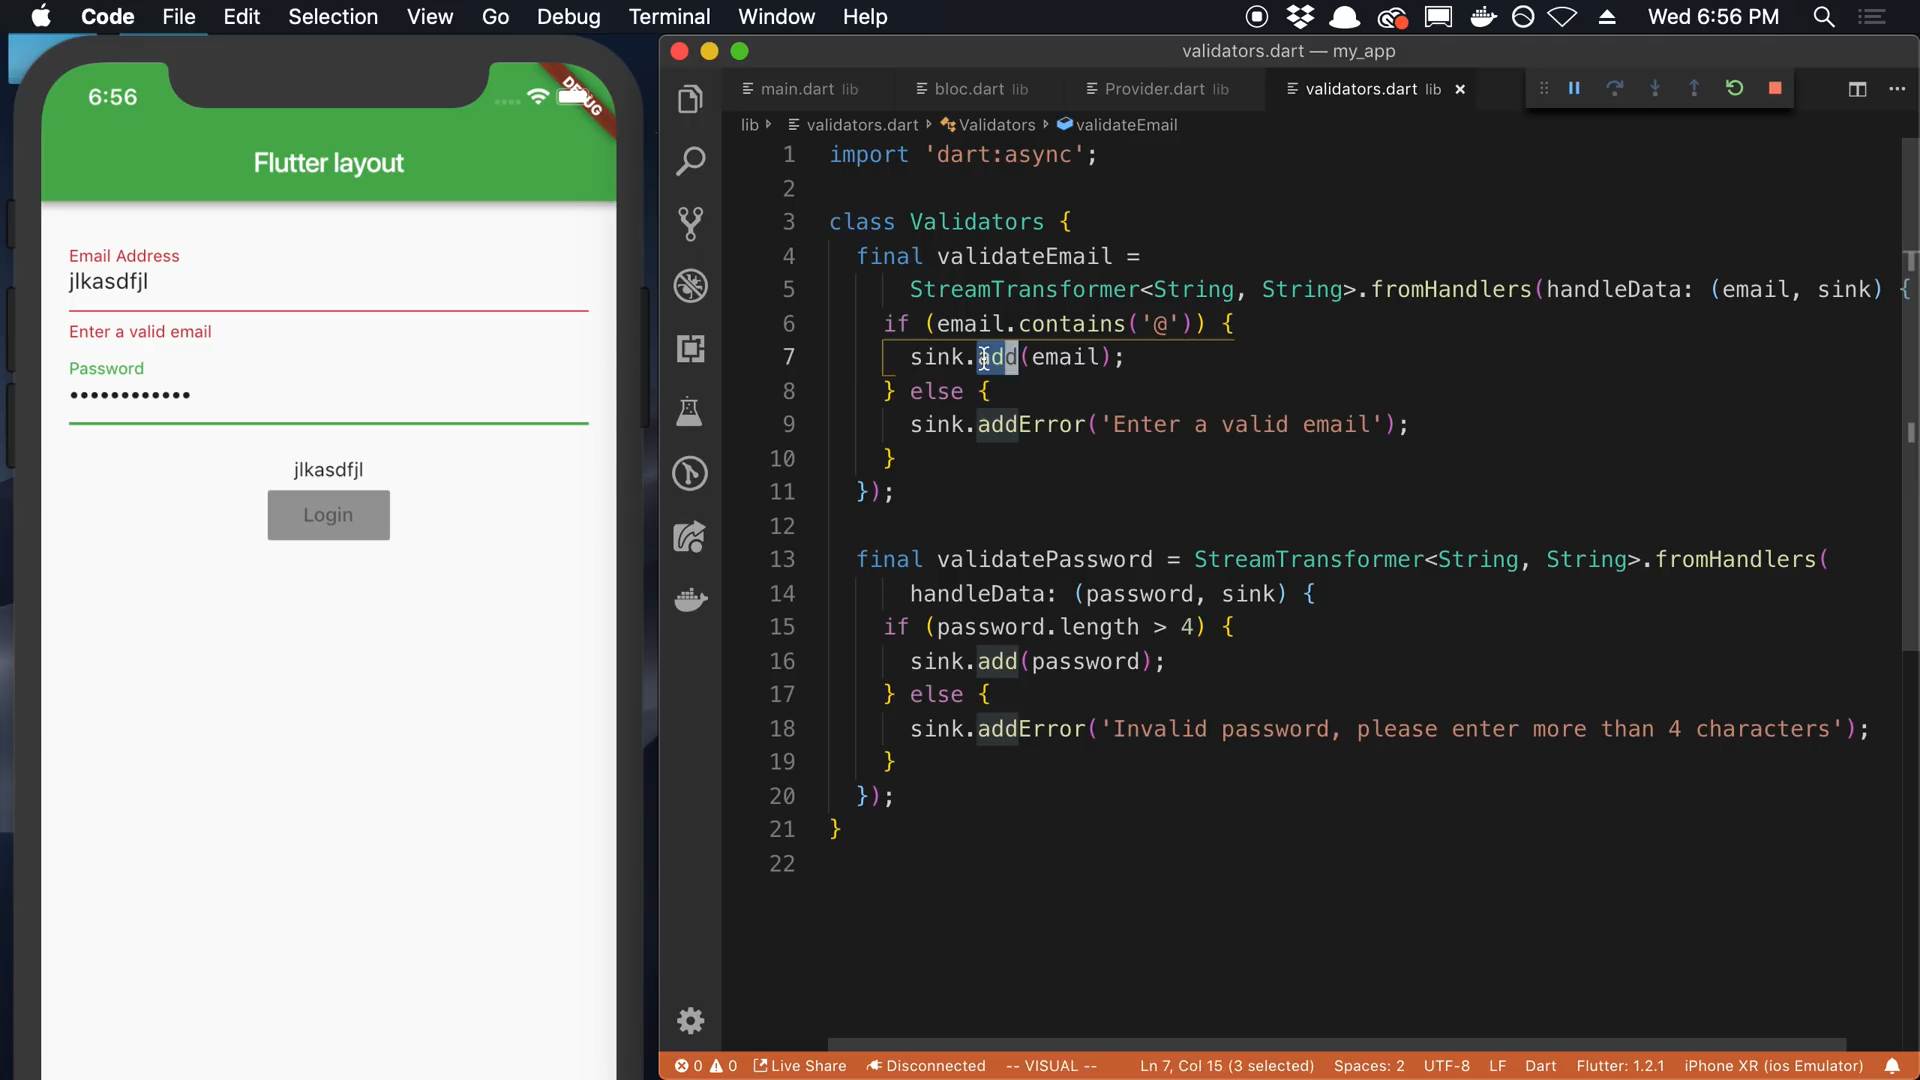 Code File Edit Selection View Go Debug Terminal Window Help Wed 6:56 PM
6:56
DEBUG
Flutter layout
Email Address
jlkasdfjl
Enter a valid email
Password
••••••••••••
jlkasdfjl
Login
validators.dart — my_app
main.dart lib bloc.dart lib Provider.dart lib validators.dart lib
lib validators.dart Validators validateEmail
1 import 'dart:async';
2
3 class Validators {
4 final validateEmail =
5 StreamTransformer<String, String>.fromHandlers(handleData: (email, sink) {
6 if (email.contains('@')) {
7 sink.add(email);
8 } else {
9 sink.addError('Enter a valid email');
10 }
11 });
12
13 final validatePassword = StreamTransformer<String, String>.fromHandlers(
14 handleData: (password, sink) {
15 if (password.length > 4) {
16 sink.add(password);
17 } else {
18 sink.addError('Invalid password, please enter more than 4 characters');
19 }
20 });
21 }
22
0 0 Live Share Disconnected -- VISUAL -- Ln 7, Col 15 (3 selected) Spaces: 2 UTF-8 LF Dart Flutter: 1.2.1 iPhone XR (ios Emulator)